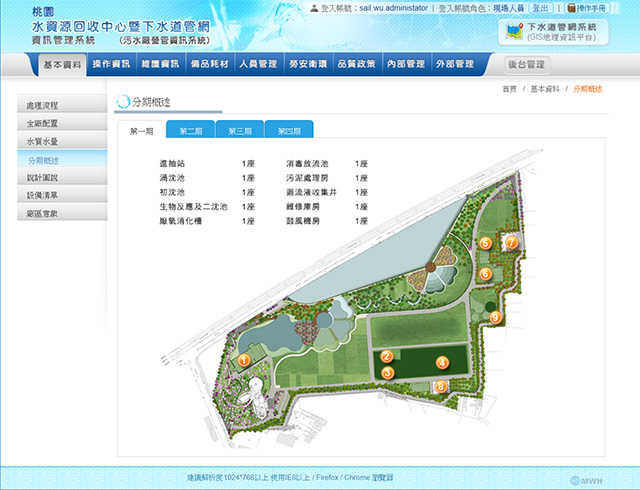 桃園
水資源回收中心暨下水道管網
資訊管理系統 (污水廠營管資訊系統)
登入帳號：sail.wu.administator | 登入帳號角色：現場人員 | 登出 | 操作手冊
下水道管網系統
(GIS地理資訊平台)
基本資料 操作資訊 維護資訊 備品耗材 人員管理 勞安衛環 品質政策 內部管理 外部管理 後台管理
首頁 / 基本資料 / 分期概述
處理流程
全廠配置
水質水量
分期概述
設計圖說
設備清單
廠區意象
分期概述
第一期 第二期 第三期 第四期
進抽站 1座 消毒放流池 1座
渦沈池 1座 污泥處理房 1座
初沈池 1座 迴流液收集井 1座
生物反應及二沈池 1座 維修庫房 1座
厭氧消化槽 1座 鼓風機房 1座
5 7
6
9
1
2 4
3
8
建議解析度1024*768以上 使用IE8以上 / Firefox / Chrome 瀏覽器
MWH